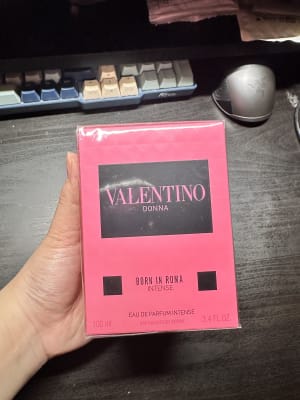 VALENTINO
DONNA
BORN IN ROMA
INTENSE
EAU DE PARFUM INTENSE
100 ml 3.4 FL. OZ.